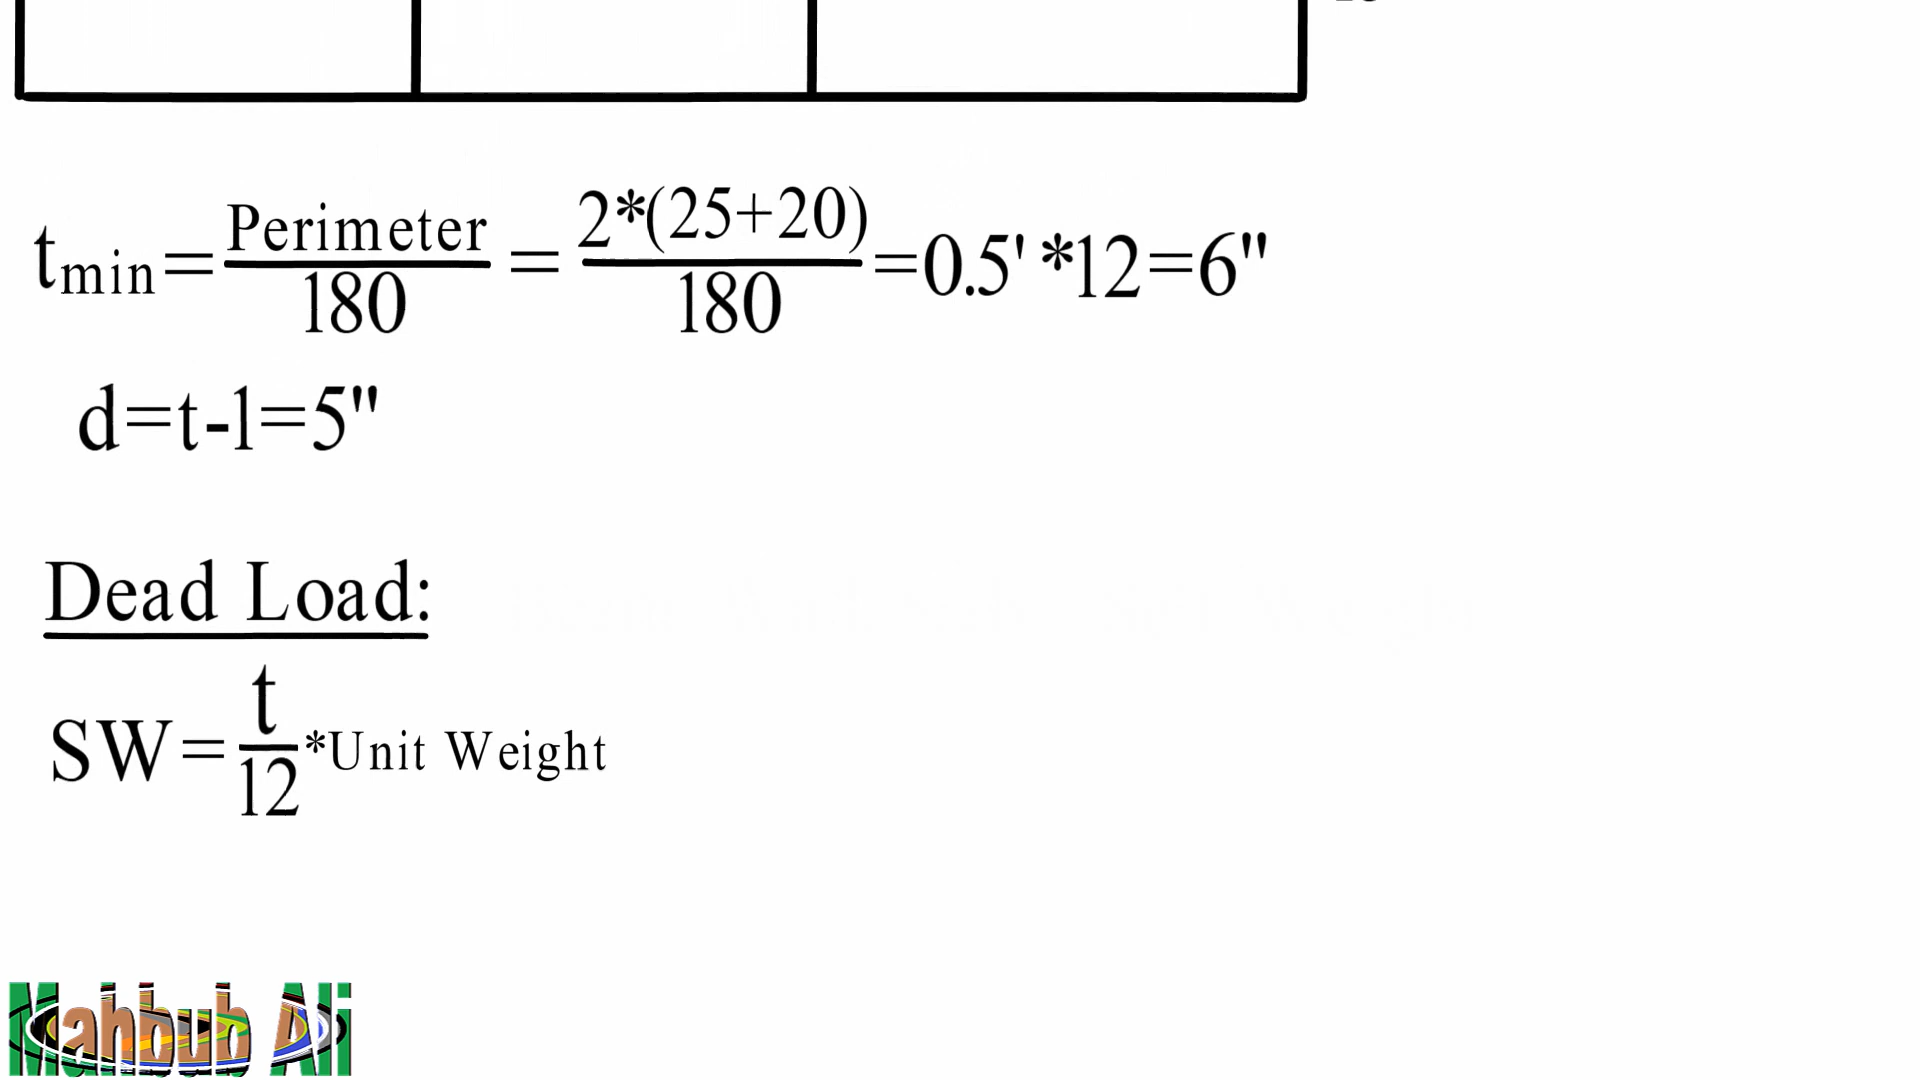 t_min = Perimeter/180 = 2*(25+20)/180 =0.5' *12=6"
d=t-1=5"
Dead Load:
SW= t/12 *Unit Weight
Mahbub Ali